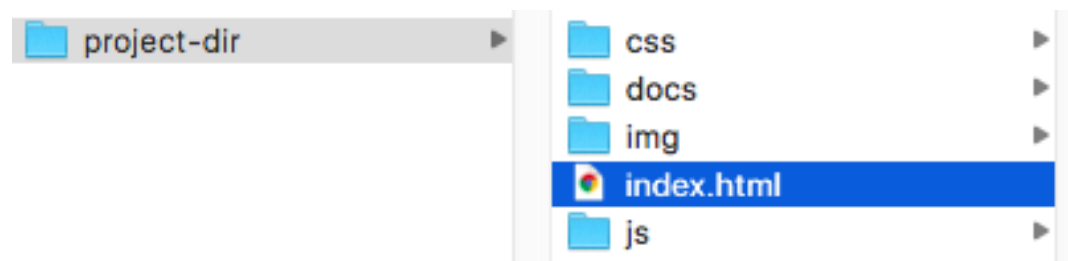 project-dir
css
docs
img
index.html
js